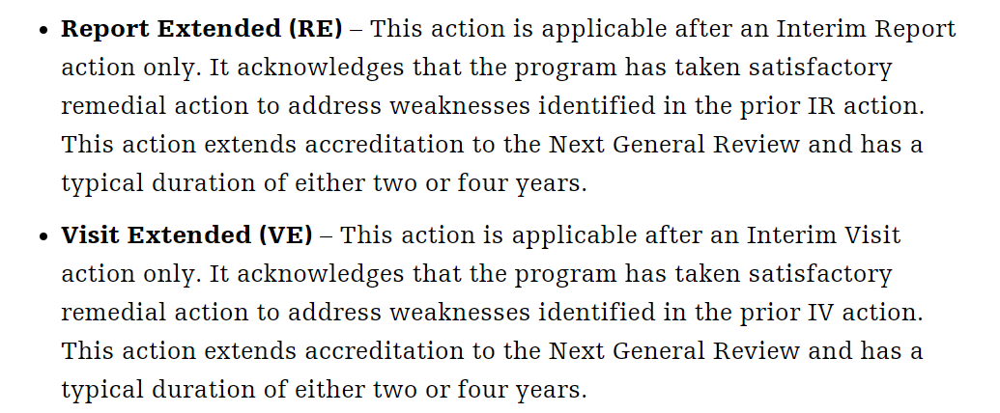 • Report Extended (RE) – This action is applicable after an Interim Report
action only. It acknowledges that the program has taken satisfactory
remedial action to address weaknesses identified in the prior IR action.
This action extends accreditation to the Next General Review and has a
typical duration of either two or four years.
• Visit Extended (VE) – This action is applicable after an Interim Visit
action only. It acknowledges that the program has taken satisfactory
remedial action to address weaknesses identified in the prior IV action.
This action extends accreditation to the Next General Review and has a
typical duration of either two or four years.